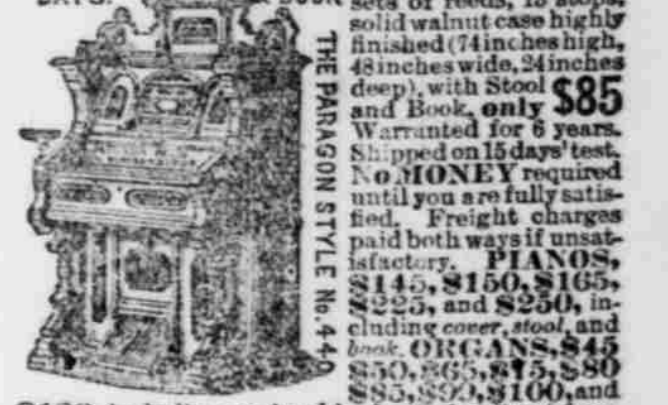 BOOK
sets of reeds, 13 stops,
solid walnut case highly
finished (74 inches high,
48 inches wide, 24 inches
deep), with Stool
and Book, only $85
Warranted for 6 years.
Shipped on 15 days' test.
No MONEY required
until you are fully satis-
fied. Freight charges
paid both ways if unsat-
isfactory. PIANOS,
$145, $150, $165,
$225, and $250, in-
cluding cover, stool, and
book. ORGANS, $45
$50, $65, $75, $80
$85, $90, $100, and
THE PARAGON STYLE No. 440